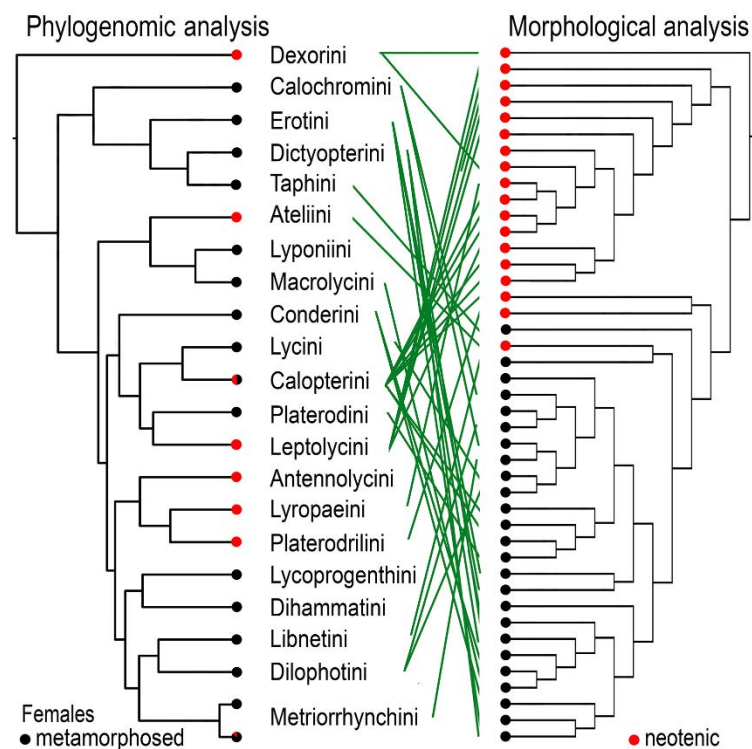 Phylogenomic analysis
Morphological analysis
Dexorini
Calochromini
Erotini
Dictyopterini
Taphini
Ateliini
Lyponiini
Macrolycini
Conderini
Lycini
Calopterini
Platerodini
Leptolycini
Antennolycini
Lyropaeini
Platerodrilini
Lycoprogenthini
Dihammatini
Libnetini
Dilophotini
Metriorrhynchini
Females
metamorphosed
neotenic